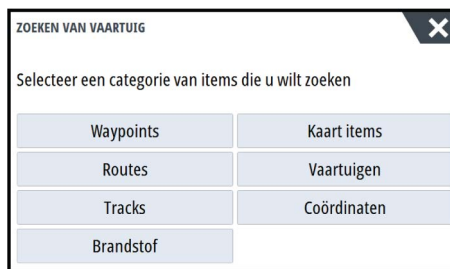 ZOEKEN VAN VAARTUIG
Selecteer een categorie van items die u wilt zoeken
Waypoints
Kaart items
Routes
Vaartuigen
Tracks
Coördinaten
Brandstof